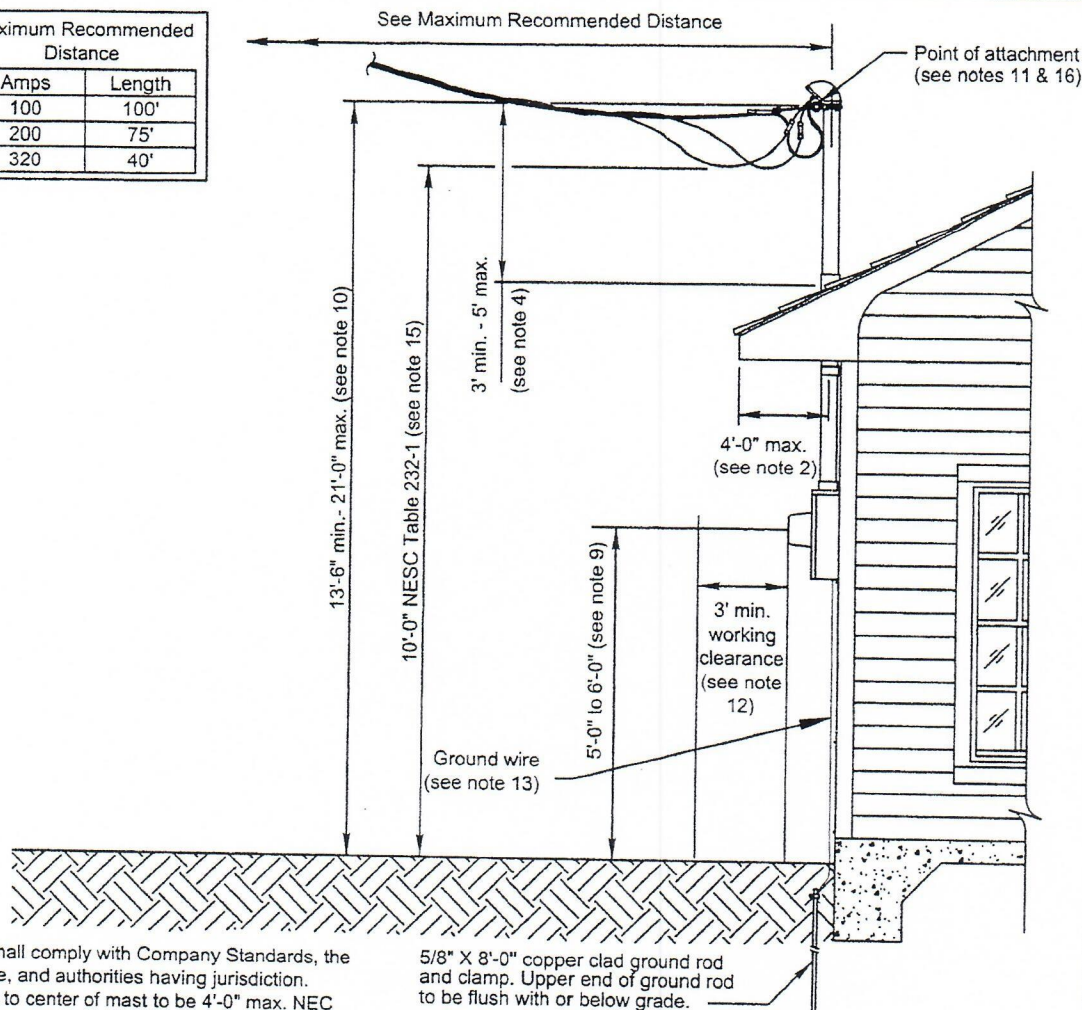 ximum Recommended
Distance
Amps Length
100 100'
200 75'
320 40'
See Maximum Recommended Distance
Point of attachment
(see notes 11 & 16)
13'-6" min.- 21'-0" max. (see note 10)
10'-0" NESC Table 232-1 (see note 15)
3' min. - 5' max.
(see note 4)
4'-0" max.
(see note 2)
5'-0" to 6'-0" (see note 9)
3' min.
working
clearance
(see note
12)
Ground wire
(see note 13)
hall comply with Company Standards, the
e, and authorities having jurisdiction.
to center of mast to be 4'-0" max. NEC
5/8" X 8'-0" copper clad ground rod
and clamp. Upper end of ground rod
to be flush with or below grade.